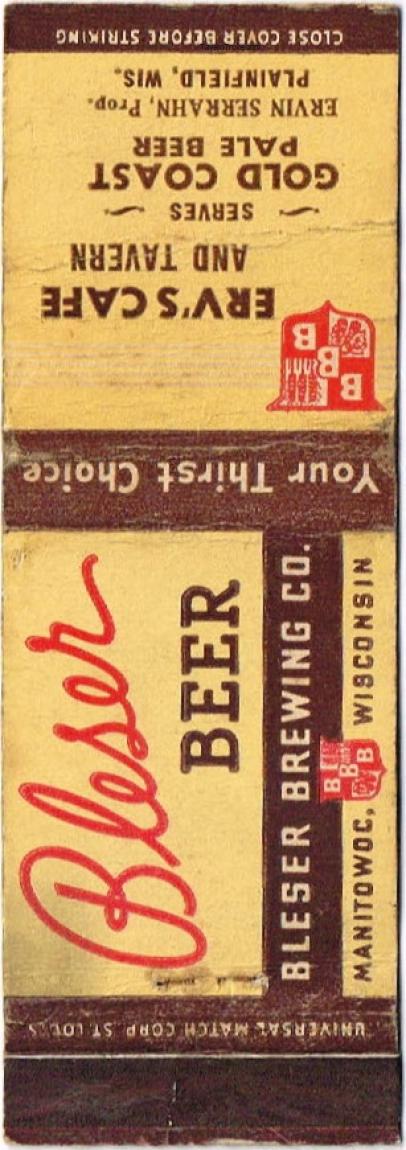 CLOSE COVER BEFORE STRIKING
ERV'S CAFE
AND TAVERN
SERVES
GOLD COAST
PALE BEER
ERVIN SERRAHN, Prop.
PLAINFIELD, WIS.
B
B
B
Your Thirst Choice
Bleser
BEER
BLESER BREWING CO.
MANITOWOC, WISCONSIN
B
B
B
UNIVERSAL MATCH CORP. ST. LOUIS